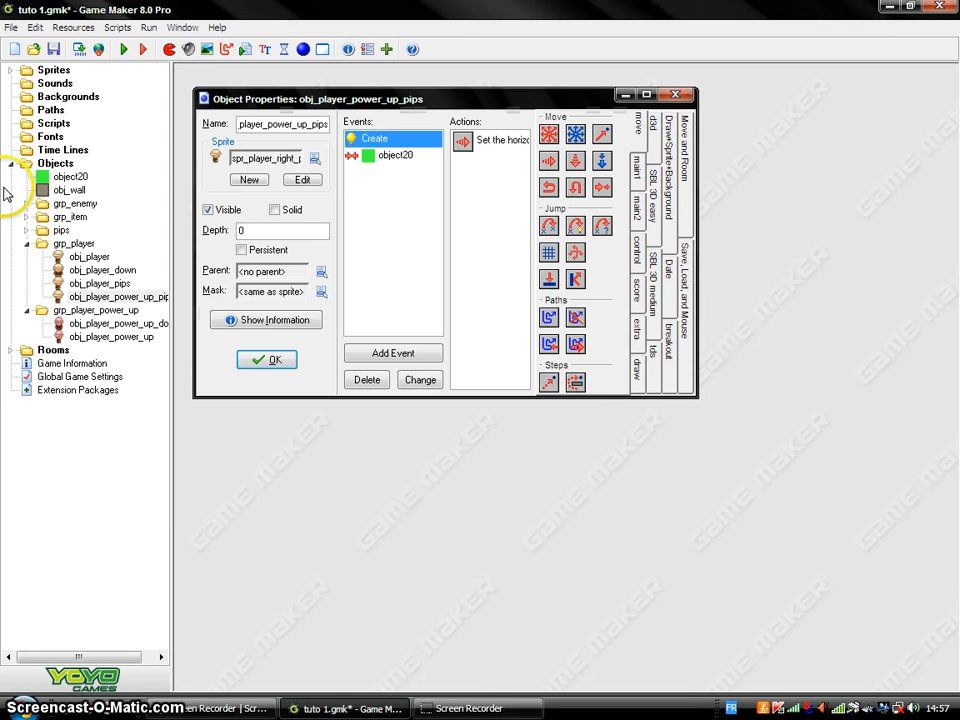 tuto 1.gmk* - Game Maker 8.0 Pro
File Edit Resources Scripts Run Window Help
Sprites
Sounds
Backgrounds
Paths
Scripts
Fonts
Time Lines
Objects
object20
obj_wall
grp_enemy
grp_item
pips
grp_player
obj_player
obj_player_down
obj_player_pips
obj_player_power_up_pip
grp_player_power_up
obj_player_power_up_do
obj_player_power_up
Rooms
Game Information
Global Game Settings
Extension Packages
YOYO
GAMES
Object Properties: obj_player_power_up_pips
Name: player_power_up_pips
Sprite
spr_player_right_p
New Edit
Visible Solid
Depth: 0
Persistent
Parent: <no parent>
Mask: <same as sprite>
Show Information
OK
Events:
Create
object20
Add Event
Delete Change
Actions:
Set the horizo
Move
Jump
Paths
Steps
move
main1
main2
control
score
extra
draw
d3d
SBL 3D easy
SBL 3D medium
tds
Draw+Sprite+Background
Date
breakout
Move and Room
Save, Load, and Mouse
GAME MAKER
Screencast-O-Matic.com
een Recorder (Scr...
tuto 1.gmk* - Game M...
Screen Recorder
FR
14:57